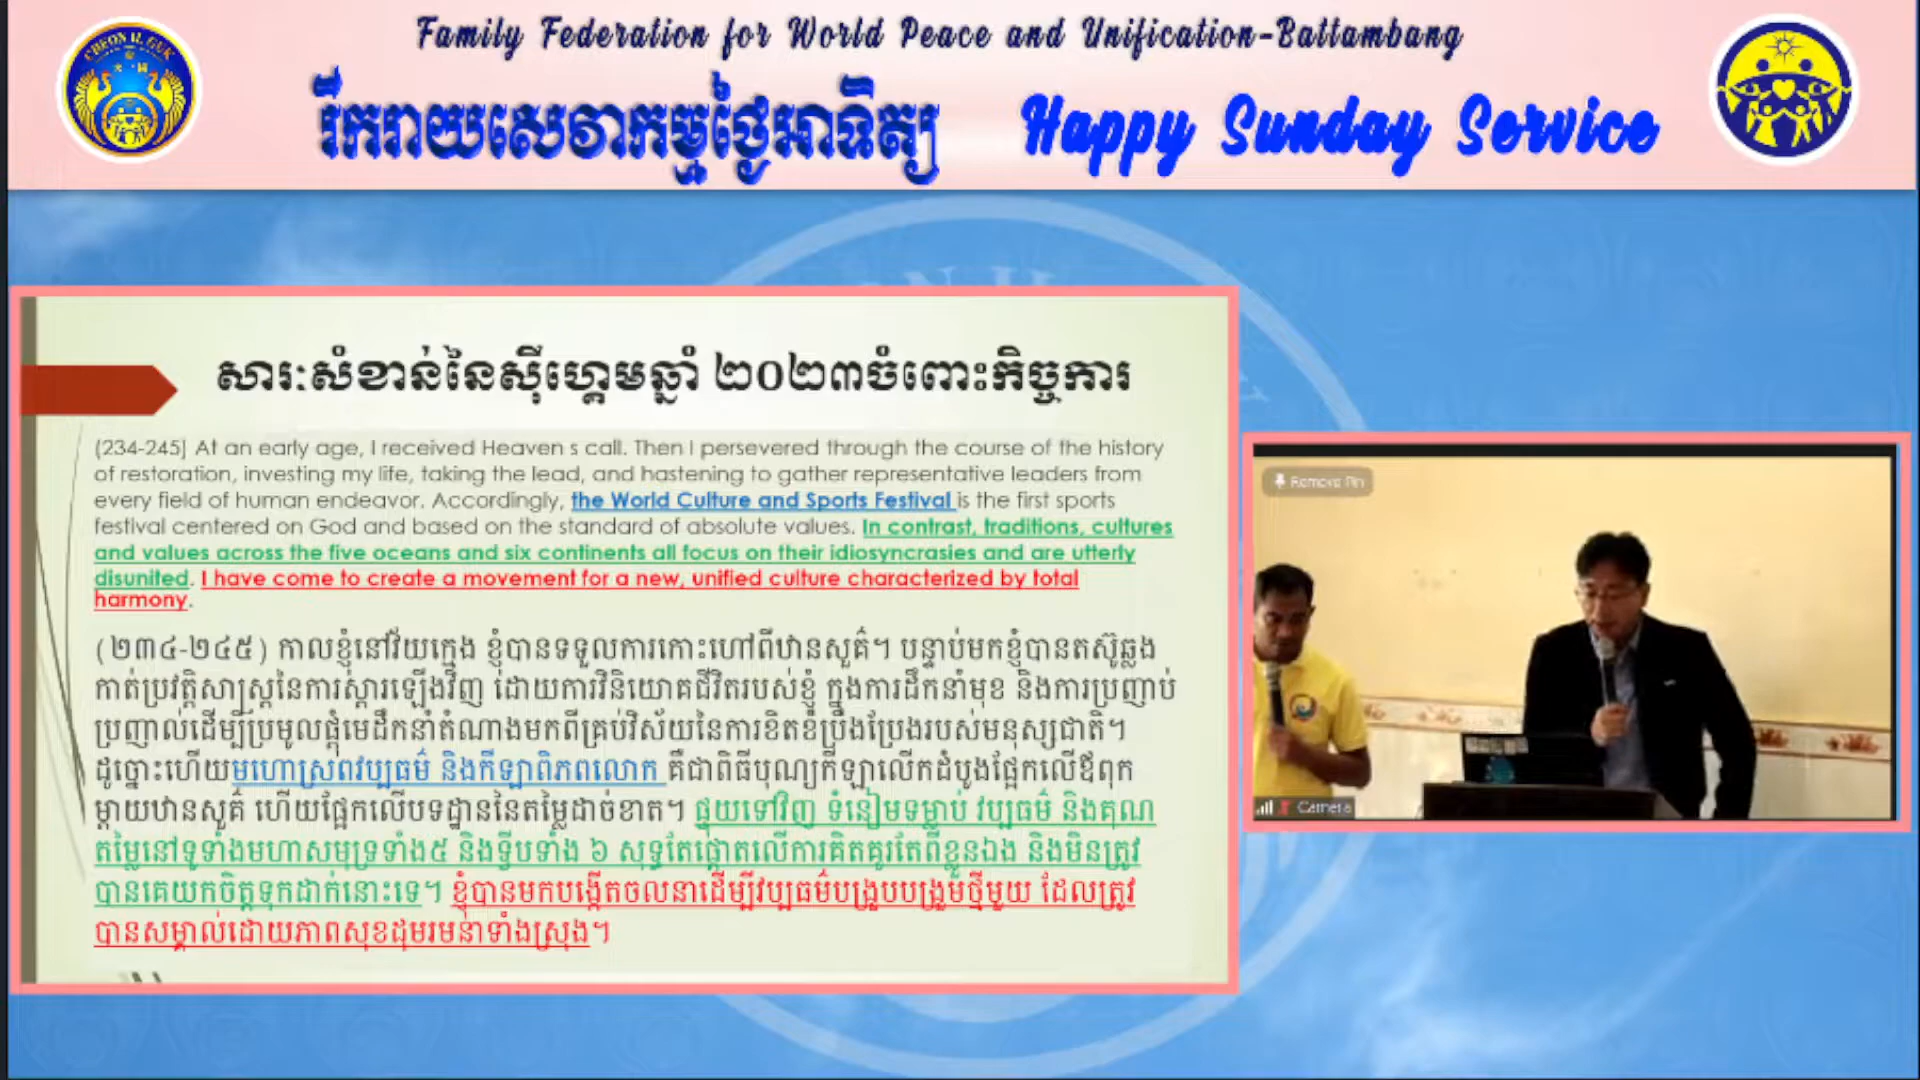 Family Federation for World Peace and Unification-Battambang
រីករាយសេវាកម្មថ្ងៃអាទិត្យ Happy Sunday Service
CHEON IL GUK
សារៈសំខាន់នៃស៊ីហ្គេមឆ្នាំ ២០២៣ចំពោះកិច្ចការ
(234-245) At an early age, I received Heaven s call. Then I persevered through the course of the history
of restoration, investing my life, taking the lead, and hastening to gather representative leaders from
every field of human endeavor. Accordingly, the World Culture and Sports Festival is the first sports
festival centered on God and based on the standard of absolute values. In contrast, traditions, cultures
and values across the five oceans and six continents all focus on their idiosyncrasies and are utterly
disunited. I have come to create a movement for a new, unified culture characterized by total
harmony.
(២៣៤-២៤៥) កាលខ្ញុំនៅវ័យក្មេង ខ្ញុំបានទទួលការកោះហៅពីឋានសួគ៌។ បន្ទាប់មកខ្ញុំបានតស៊ូឆ្លង
កាត់ប្រវត្តិសាស្ត្រនៃការស្តារឡើងវិញ ដោយការវិនិយោគជីវិតរបស់ខ្ញុំ ក្នុងការដឹកនាំមុខ និងការប្រញាប់
ប្រញាល់ដើម្បីប្រមូលផ្តុំមេដឹកនាំតំណាងមកពីគ្រប់វិស័យនៃការខិតខំប្រឹងប្រែងរបស់មនុស្សជាតិ។
ដូច្នោះហើយមហោស្រពវប្បធម៌ និងកីឡាពិភពលោក គឺជាពិធីបុណ្យកីឡាលើកដំបូងផ្អែកលើឪពុក
ម្តាយឋានសួគ៌ ហើយផ្អែកលើបទដ្ឋាននៃតម្លៃដាច់ខាត។ ផ្ទុយទៅវិញ ទំនៀមទម្លាប់ វប្បធម៌ និងគុណ
តម្លៃនៅទូទាំងមហាសមុទ្រទាំង៥ និងទ្វីបទាំង ៦ សុទ្ធតែផ្តោតលើការគិតគូរតែពីខ្លួនឯង និងមិនត្រូវ
បានគេយកចិត្តទុកដាក់នោះទេ។ ខ្ញុំបានមកបង្កើតចលនាដើម្បីវប្បធម៌បង្រួបបង្រួមថ្មីមួយ ដែលត្រូវ
បានសម្គាល់ដោយភាពសុខដុមរមនាទាំងស្រុង។
Remove Pin
Camera